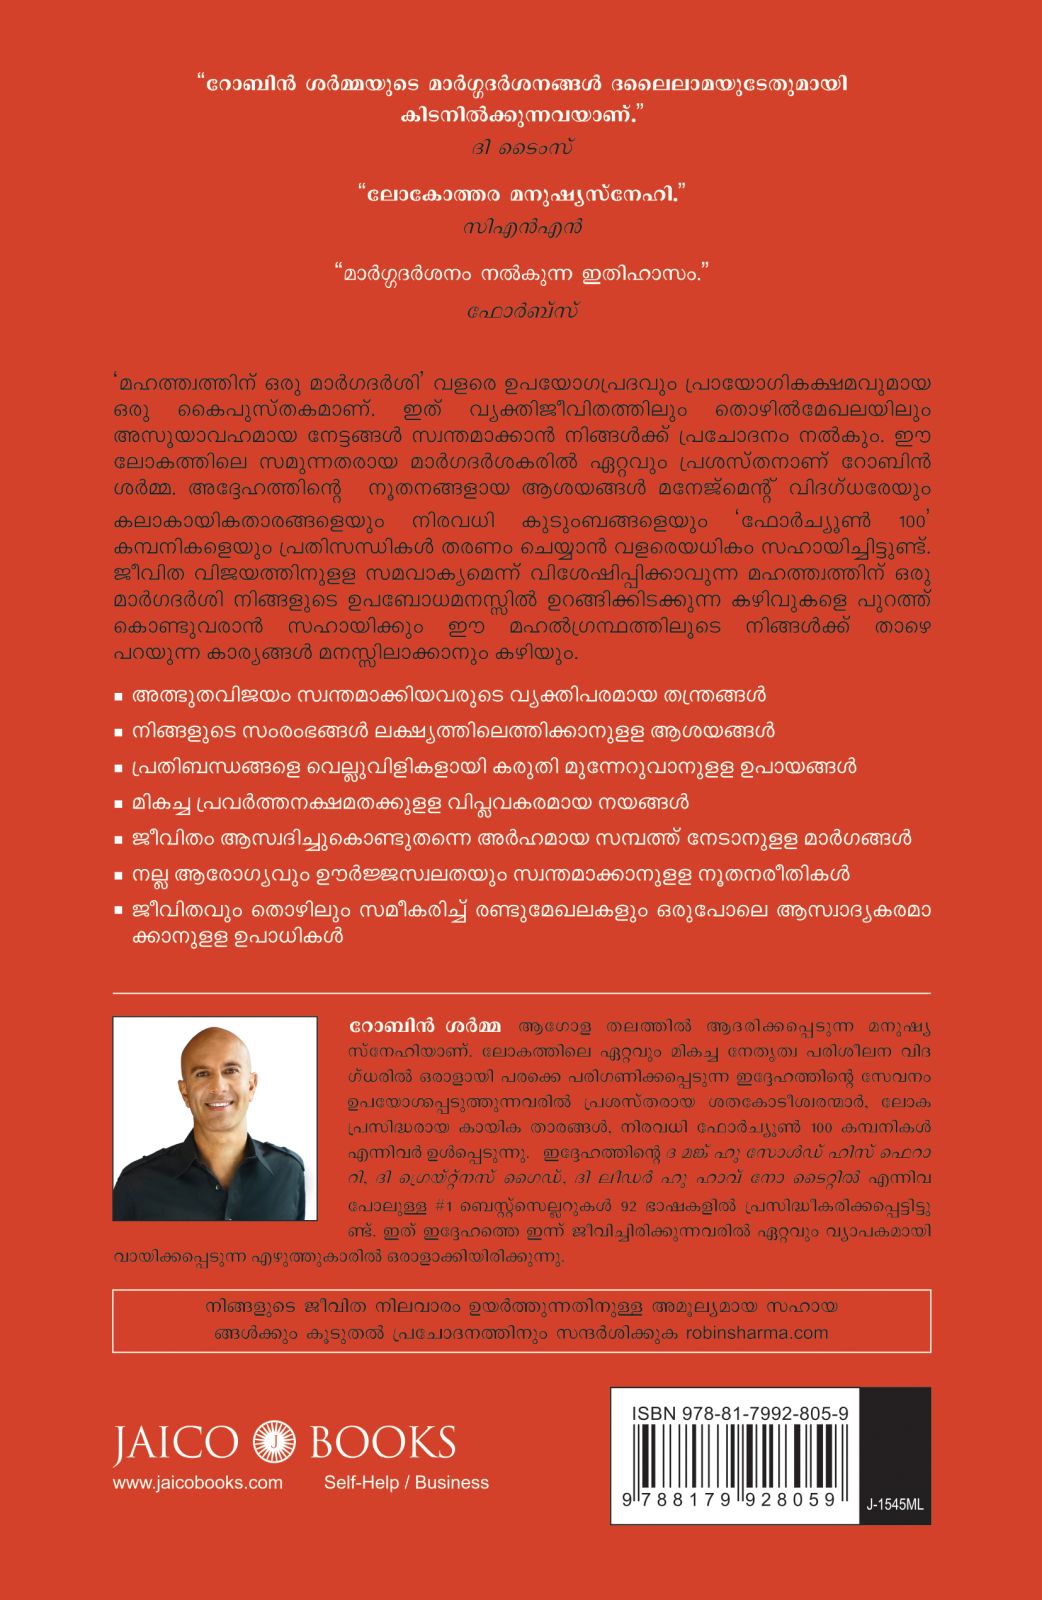 “റോബിൻ ശർമ്മയുടെ മാർഗ്ഗദർശനങ്ങൾ ദലൈലാമയുടേതുമായി
കിടനിൽക്കുന്നവയാണ്.”
ദി ടൈംസ്
“ലോകോത്തര മനുഷ്യസ്നേഹി.”
സിഎൻഎൻ
“മാർഗ്ഗദർശനം നൽകുന്ന ഇതിഹാസം.”
ഫോർബ്സ്
‘മഹത്ത്വത്തിന് ഒരു മാർഗദർശി’ വളരെ ഉപയോഗപ്രദവും പ്രായോഗികക്ഷമവുമായ
ഒരു കൈപുസ്തകമാണ്. ഇത് വ്യക്തിജീവിതത്തിലും തൊഴിൽമേഖലയിലും
അസൂയാവഹമായ നേട്ടങ്ങൾ സ്വന്തമാക്കാൻ നിങ്ങൾക്ക് പ്രചോദനം നൽകും. ഈ
ലോകത്തിലെ സമുന്നതരായ മാർഗദർശകരിൽ ഏറ്റവും പ്രശസ്തനാണ് റോബിൻ
ശർമ്മ. അദ്ദേഹത്തിന്റെ നൂതനങ്ങളായ ആശയങ്ങൾ മനേജ്മെന്റ് വിദഗ്ധരേയും
കലാകായികതാരങ്ങളെയും നിരവധി കുടുംബങ്ങളെയും ‘ഫോർച്യൂൺ 100’
കമ്പനികളെയും പ്രതിസന്ധികൾ തരണം ചെയ്യാൻ വളരെയധികം സഹായിച്ചിട്ടുണ്ട്.
ജീവിത വിജയത്തിനുളള സമവാക്യമെന്ന് വിശേഷിപ്പിക്കാവുന്ന മഹത്ത്വത്തിന് ഒരു
മാർഗദർശി നിങ്ങളുടെ ഉപബോധമനസ്സിൽ ഉറങ്ങിക്കിടക്കുന്ന കഴിവുകളെ പുറത്ത്
കൊണ്ടുവരാൻ സഹായിക്കും ഈ മഹൽഗ്രന്ഥത്തിലൂടെ നിങ്ങൾക്ക് താഴെ
പറയുന്ന കാര്യങ്ങൾ മനസ്സിലാക്കാനും കഴിയും.
▪ അത്ഭുതവിജയം സ്വന്തമാക്കിയവരുടെ വ്യക്തിപരമായ തന്ത്രങ്ങൾ
▪ നിങ്ങളുടെ സംരംഭങ്ങൾ ലക്ഷ്യത്തിലെത്തിക്കാനുളള ആശയങ്ങൾ
▪ പ്രതിബന്ധങ്ങളെ വെല്ലുവിളികളായി കരുതി മുന്നേറുവാനുളള ഉപായങ്ങൾ
▪ മികച്ച പ്രവർത്തനക്ഷമതക്കുളള വിപ്ലവകരമായ നയങ്ങൾ
▪ ജീവിതം ആസ്വദിച്ചുകൊണ്ടുതന്നെ അർഹമായ സമ്പത്ത് നേടാനുളള മാർഗങ്ങൾ
▪ നല്ല ആരോഗ്യവും ഊർജ്ജസ്വലതയും സ്വന്തമാക്കാനുളള നൂതനരീതികൾ
▪ ജീവിതവും തൊഴിലും സമീകരിച്ച് രണ്ടുമേഖലകളും ഒരുപോലെ ആസ്വാദ്യകരമാ
ക്കാനുളള ഉപാധികൾ
റോബിൻ ശർമ്മ ആഗോള തലത്തിൽ ആദരിക്കപ്പെടുന്ന മനുഷ്യ
സ്നേഹിയാണ്. ലോകത്തിലെ ഏറ്റവും മികച്ച നേതൃത്വ പരിശീലന വിദ
ഗ്ധരിൽ ഒരാളായി പരക്കെ പരിഗണിക്കപ്പെടുന്ന ഇദ്ദേഹത്തിന്റെ സേവനം
ഉപയോഗപ്പെടുത്തുന്നവരിൽ പ്രശസ്തരായ ശതകോടീശ്വരന്മാർ, ലോക
പ്രസിദ്ധരായ കായിക താരങ്ങൾ, നിരവധി ഫോർച്യൂൺ 100 കമ്പനികൾ
എന്നിവർ ഉൾപ്പെടുന്നു. ഇദ്ദേഹത്തിന്റെ ദ മങ്ക് ഹു സോൾഡ് ഹിസ് ഫെറാ
റി, ദി ഗ്രെയ്റ്റ്നസ് ഗൈഡ്, ദി ലീഡർ ഹു ഹാവ് നോ ടൈറ്റിൽ എന്നിവ
പോലുള്ള #1 ബെസ്റ്റ്സെല്ലറുകൾ 92 ഭാഷകളിൽ പ്രസിദ്ധീകരിക്കപ്പെട്ടിട്ടു
ണ്ട്. ഇത് ഇദ്ദേഹത്തെ ഇന്ന് ജീവിച്ചിരിക്കുന്നവരിൽ ഏറ്റവും വ്യാപകമായി
വായിക്കപ്പെടുന്ന എഴുത്തുകാരിൽ ഒരാളാക്കിയിരിക്കുന്നു.
നിങ്ങളുടെ ജീവിത നിലവാരം ഉയർത്തുന്നതിനുള്ള അമൂല്യമായ സഹായ
ങ്ങൾക്കും കൂടുതൽ പ്രചോദനത്തിനും സന്ദർശിക്കുക robinsharma.com
JAICO J BOOKS
www.jaicobooks.com Self-Help / Business
ISBN 978-81-7992-805-9
9 788179 928059
J-1545ML